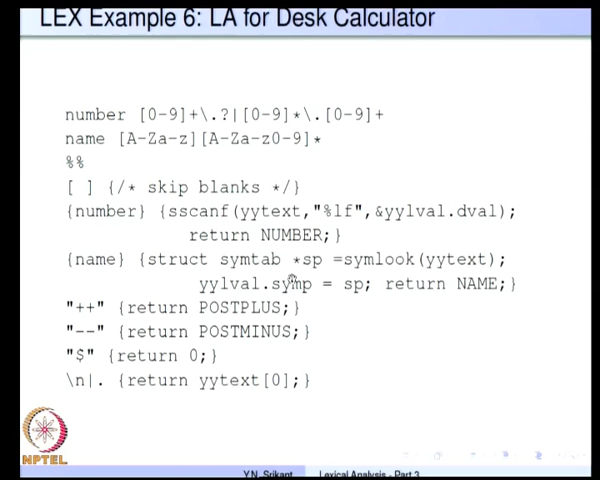 LEX Example 6: LA for Desk Calculator
number [0-9]+\.?|[0-9]*\.[0-9]+
name [A-Za-z][A-Za-z0-9]*
%%
[ ] {/* skip blanks */}
{number} {sscanf(yytext,"%lf",&yylval.dval);
return NUMBER;}
{name} {struct symtab *sp =symlook(yytext);
yylval.symp = sp; return NAME;}
"++" {return POSTPLUS;}
"--" {return POSTMINUS;}
"$" {return 0;}
\n|. {return yytext[0];}
NPTEL
Y.N. Srikant Lexical Analysis - Part 3